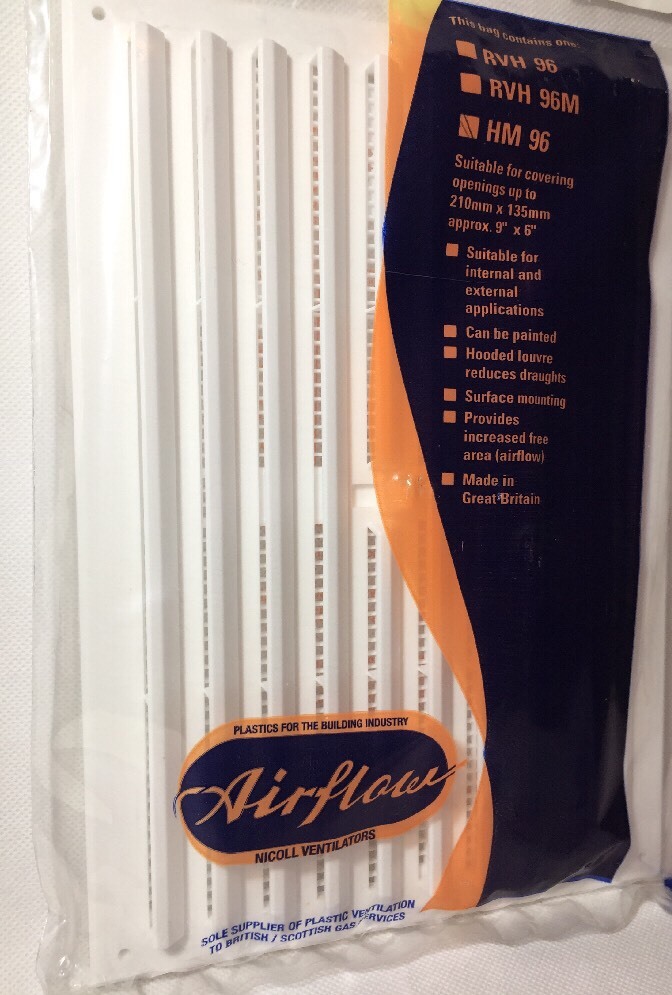 This bag contains one:
RVH 96
RVH 96M
HM 96
Suitable for covering
openings up to
210mm x 135mm
approx. 9" x 6"
Suitable for
internal and
external
applications
Can be painted
Hooded louvre
reduces draughts
Surface mounting
Provides
increased free
area (airflow)
Made in
Great Britain
PLASTICS FOR THE BUILDING INDUSTRY
Airflow
NICOLL VENTILATORS
SOLE SUPPLIER OF PLASTIC VENTILATION
TO BRITISH / SCOTTISH GAS SERVICES